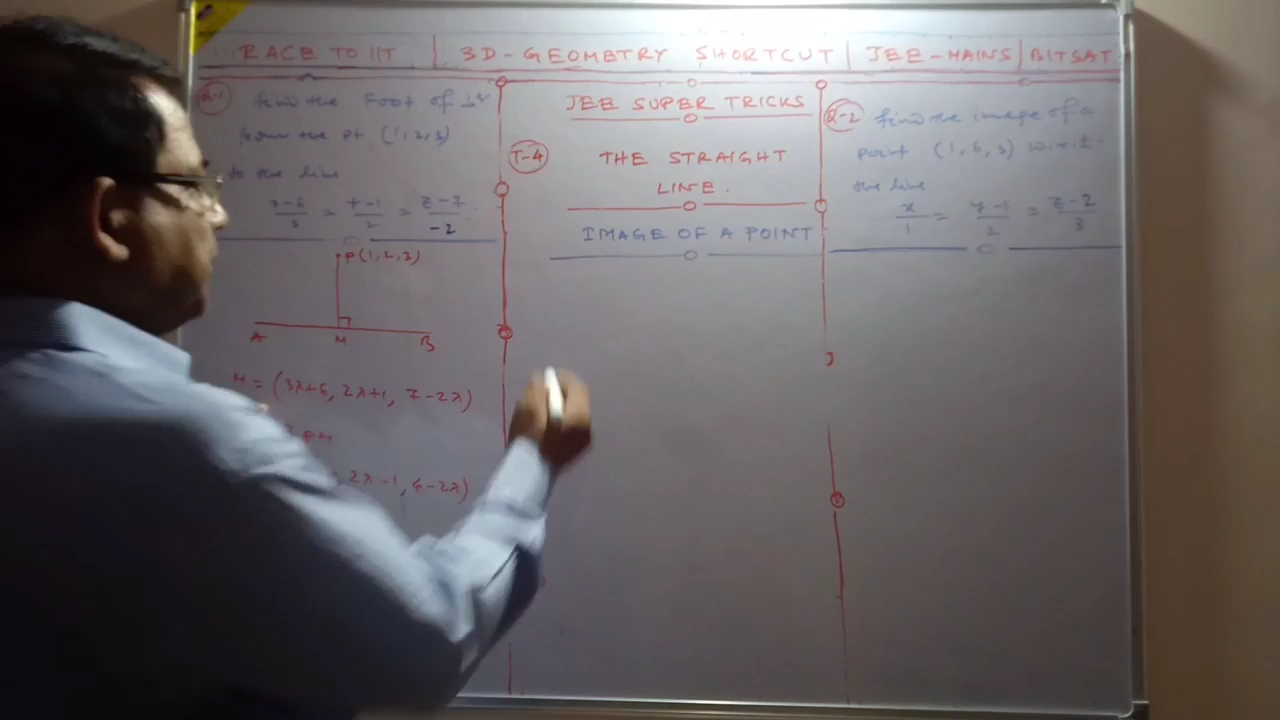 RACE TO IIT | 3D-GEOMETRY SHORTCUT | JEE-MAINS | BITSAT
Q-1 Find the Foot of ⊥r
from the pt (1,2,3)
to the line
x-6/3 = y-1/2 = z-7/-2
P(1,2,3)
A M B
M = (3λ+6, 2λ+1, 7-2λ)
PM
2λ-1, 4-2λ)
JEE SUPER TRICKS
T-4 THE STRAIGHT
LINE.
IMAGE OF A POINT
Q-2 Find the image of a
point (1,6,3) w.r.t.
the line
x/1 = y-1/2 = z-2/3